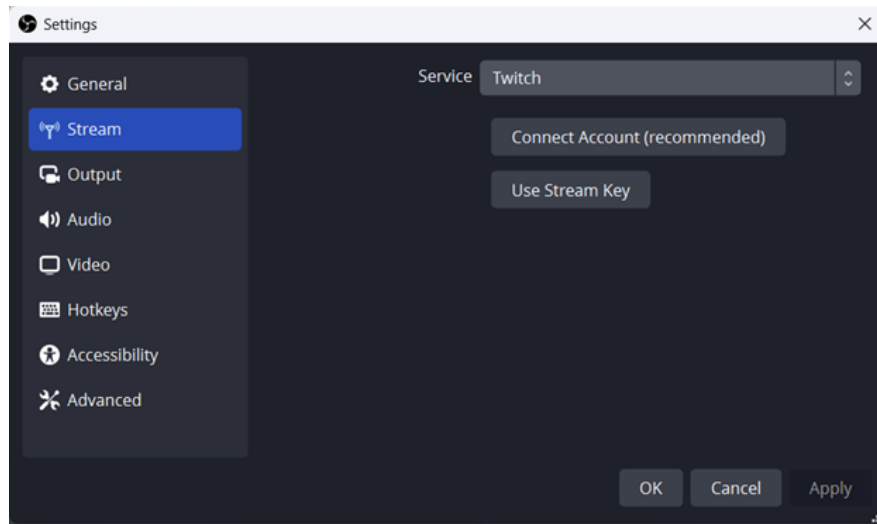 Settings
General
Stream
Output
Audio
Video
Hotkeys
Accessibility
Advanced
Service Twitch
Connect Account (recommended)
Use Stream Key
OK Cancel Apply